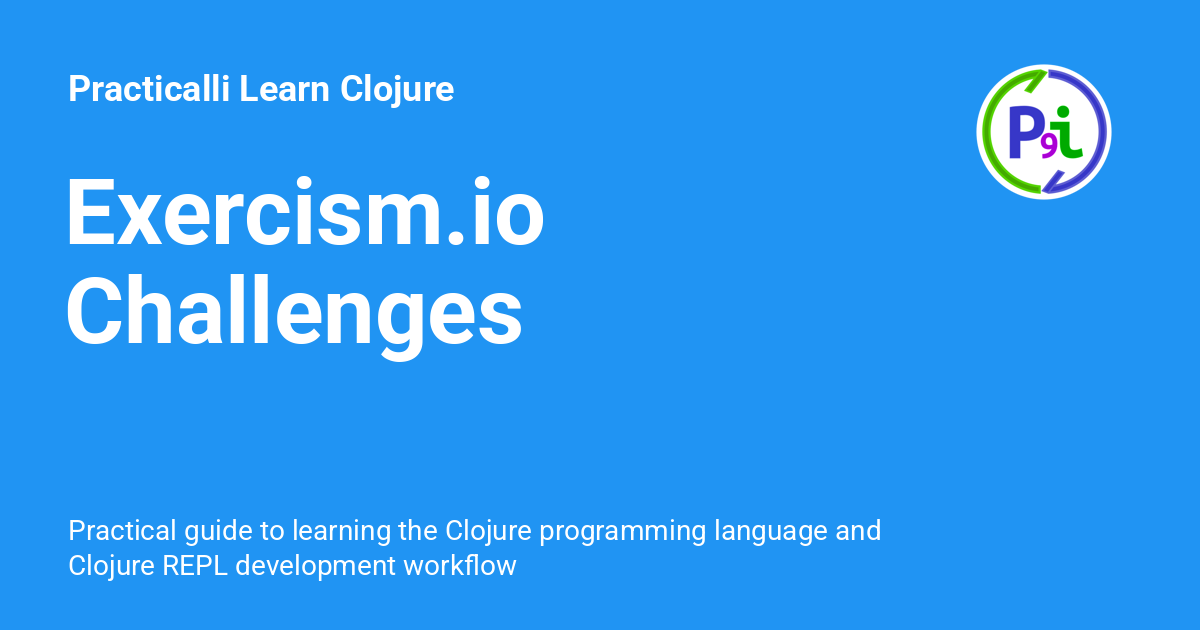 Practicalli Learn Clojure
P9i
Exercism.io
Challenges
Practical guide to learning the Clojure programming language and
Clojure REPL development workflow